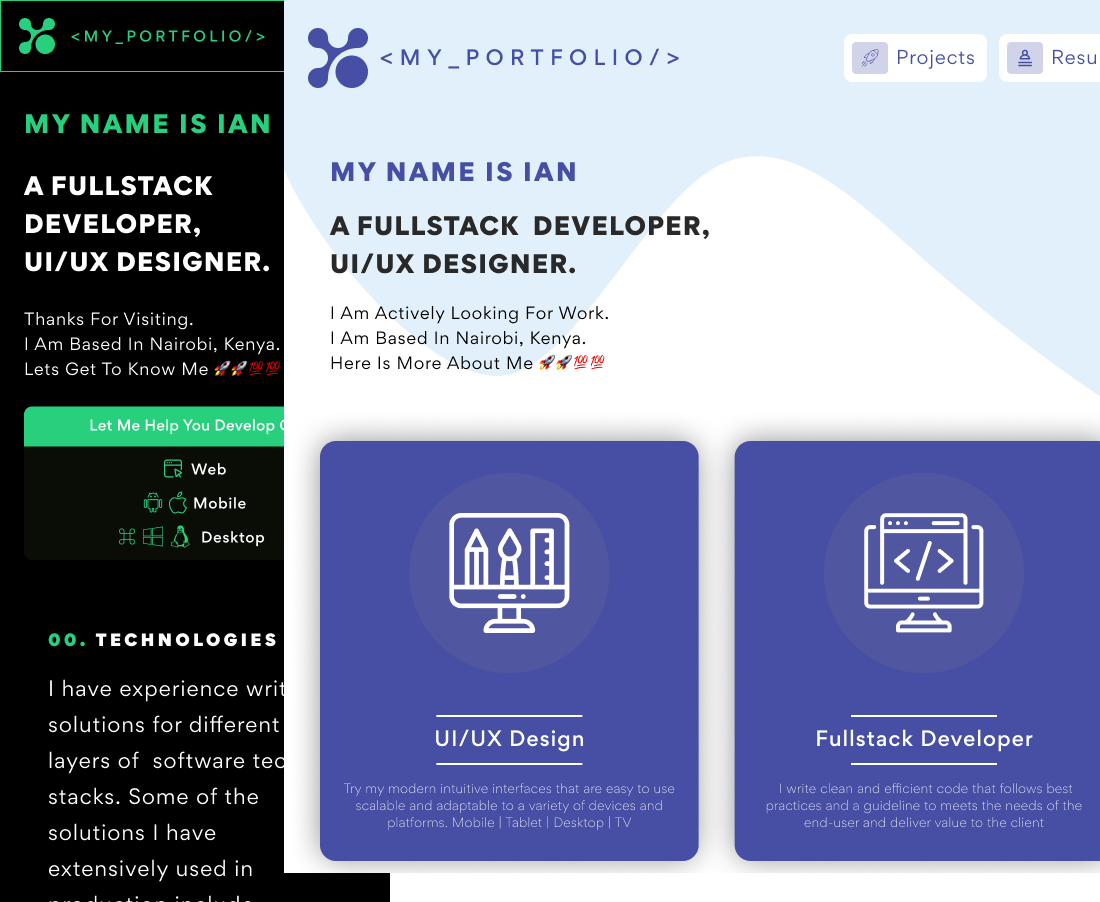 <MY_PORTFOLIO/>
MY NAME IS IAN
A FULLSTACK
DEVELOPER,
UI/UX DESIGNER.
Thanks For Visiting.
I Am Based In Nairobi, Kenya.
Lets Get To Know Me 🚀🚀💯💯
Let Me Help You Develop
Web
Mobile
Desktop
00. TECHNOLOGIES
I have experience writ
solutions for different
layers of software tec
stacks. Some of the
solutions I have
extensively used in
production include
<MY_PORTFOLIO/>
Projects
Resu
MY NAME IS IAN
A FULLSTACK DEVELOPER,
UI/UX DESIGNER.
I Am Actively Looking For Work.
I Am Based In Nairobi, Kenya.
Here Is More About Me 🚀🚀💯💯
UI/UX Design
Try my modern intuitive interfaces that are easy to use
scalable and adaptable to a variety of devices and
platforms. Mobile | Tablet | Desktop | TV
Fullstack Developer
I write clean and efficient code that follows best
practices and a guideline to meets the needs of the
end-user and deliver value to the client